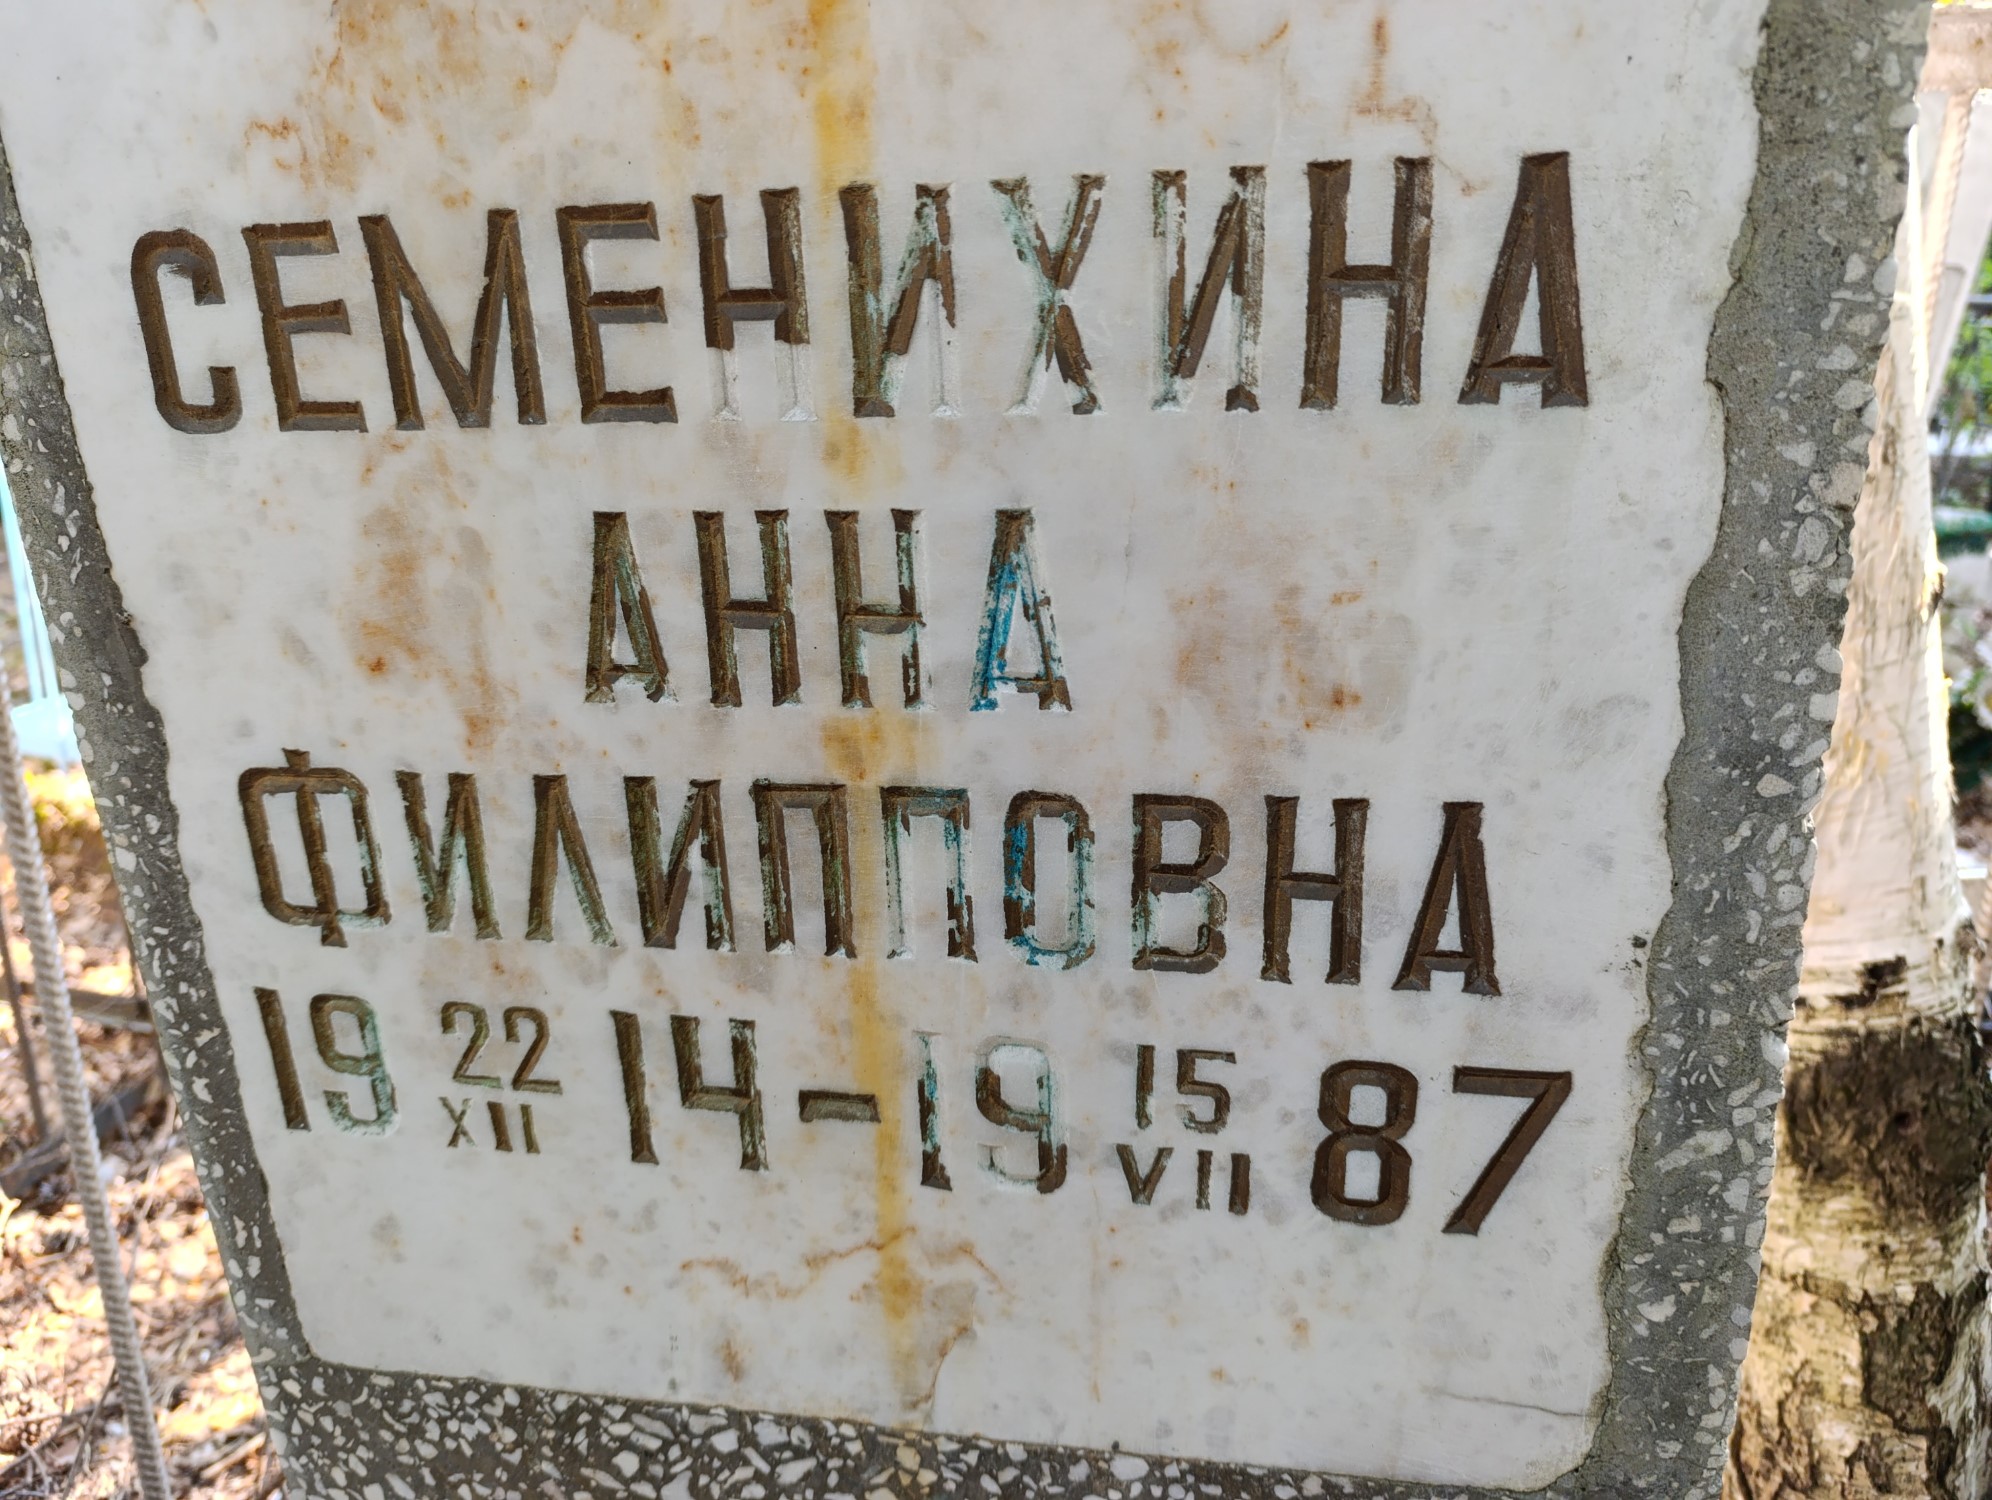 СЕМЕНИХИНА
АННА
ФИЛИППОВНА
19 22/XII 14 - 19 15/VII 87